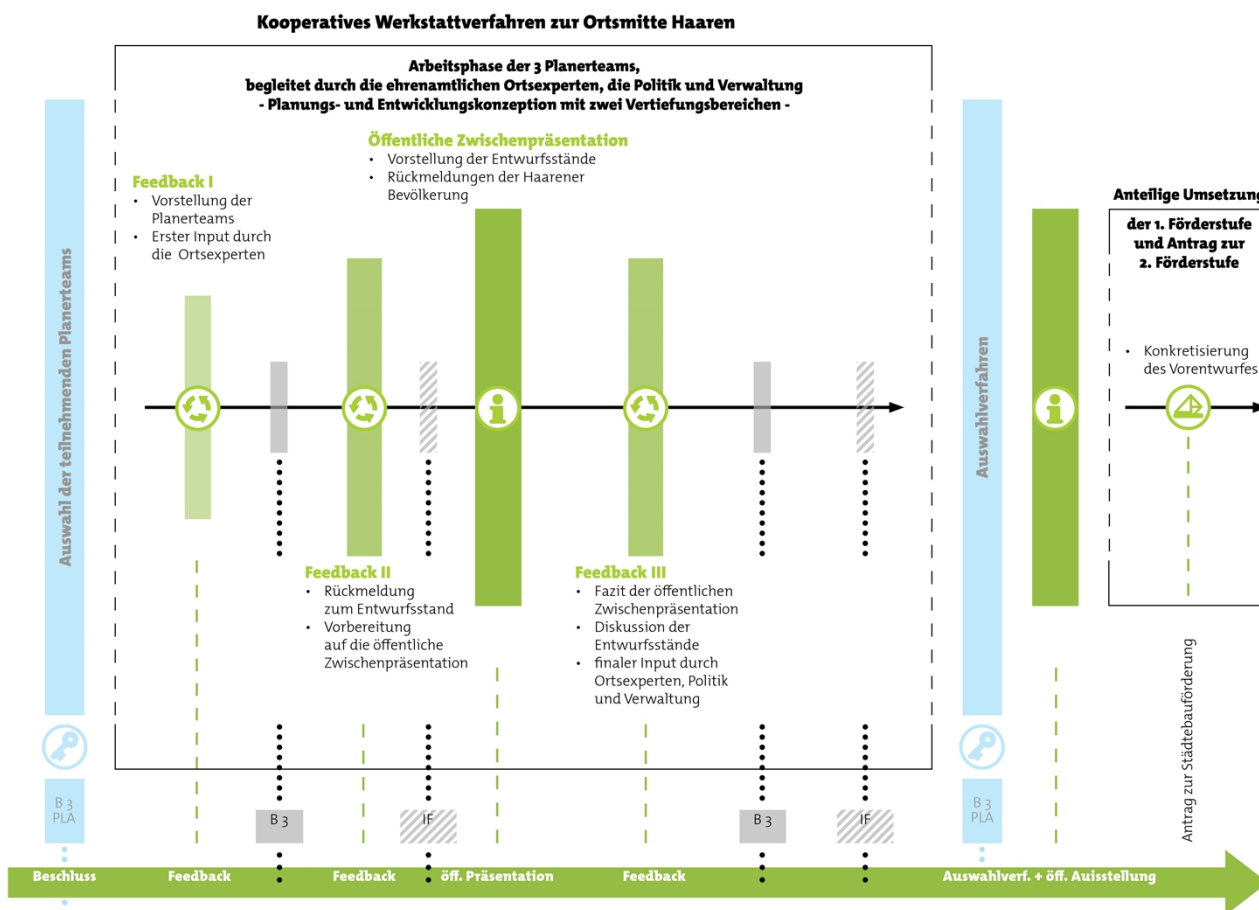 Kooperatives Werkstattverfahren zur Ortsmitte Haaren
Arbeitsphase der 3 Planerteams,
begleitet durch die ehrenamtlichen Ortsexperten, die Politik und Verwaltung
- Planungs- und Entwicklungskonzeption mit zwei Vertiefungsbereichen -
Auswahl der teilnehmenden Planerteams
Feedback I
• Vorstellung der
Planerteams
• Erster Input durch
die Ortsexperten
Öffentliche Zwischenpräsentation
• Vorstellung der Entwurfsstände
• Rückmeldungen der Haarener
Bevölkerung
Feedback II
• Rückmeldung
zum Entwurfsstand
• Vorbereitung
auf die öffentliche
Zwischenpräsentation
Feedback III
• Fazit der öffentlichen
Zwischenpräsentation
• Diskussion der
Entwurfsstände
• finaler Input durch
Ortsexperten, Politik
und Verwaltung
Auswahlverfahren
Anteilige Umsetzung
der 1. Förderstufe
und Antrag zur
2. Förderstufe
• Konkretisierung
des Vorentwurfes
Antrag zur Städtebauförderung
B 3
PLA
B 3
IF
B 3
IF
B 3
PLA
Beschluss
Feedback
Feedback
öff. Präsentation
Feedback
Auswahlverf. + öff. Auisstellung